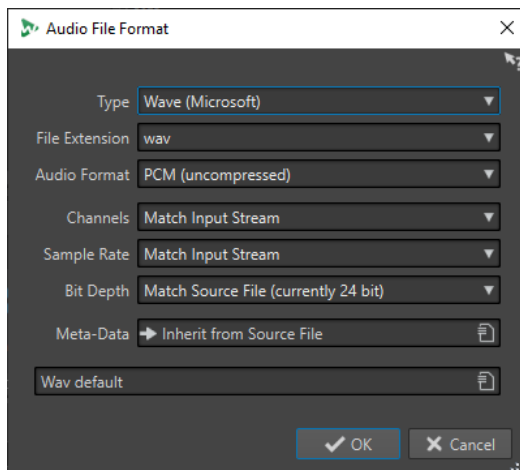 Audio File Format
Type Wave (Microsoft)
File Extension wav
Audio Format PCM (uncompressed)
Channels Match Input Stream
Sample Rate Match Input Stream
Bit Depth Match Source File (currently 24 bit)
Meta-Data Inherit from Source File
Wav default
OK Cancel